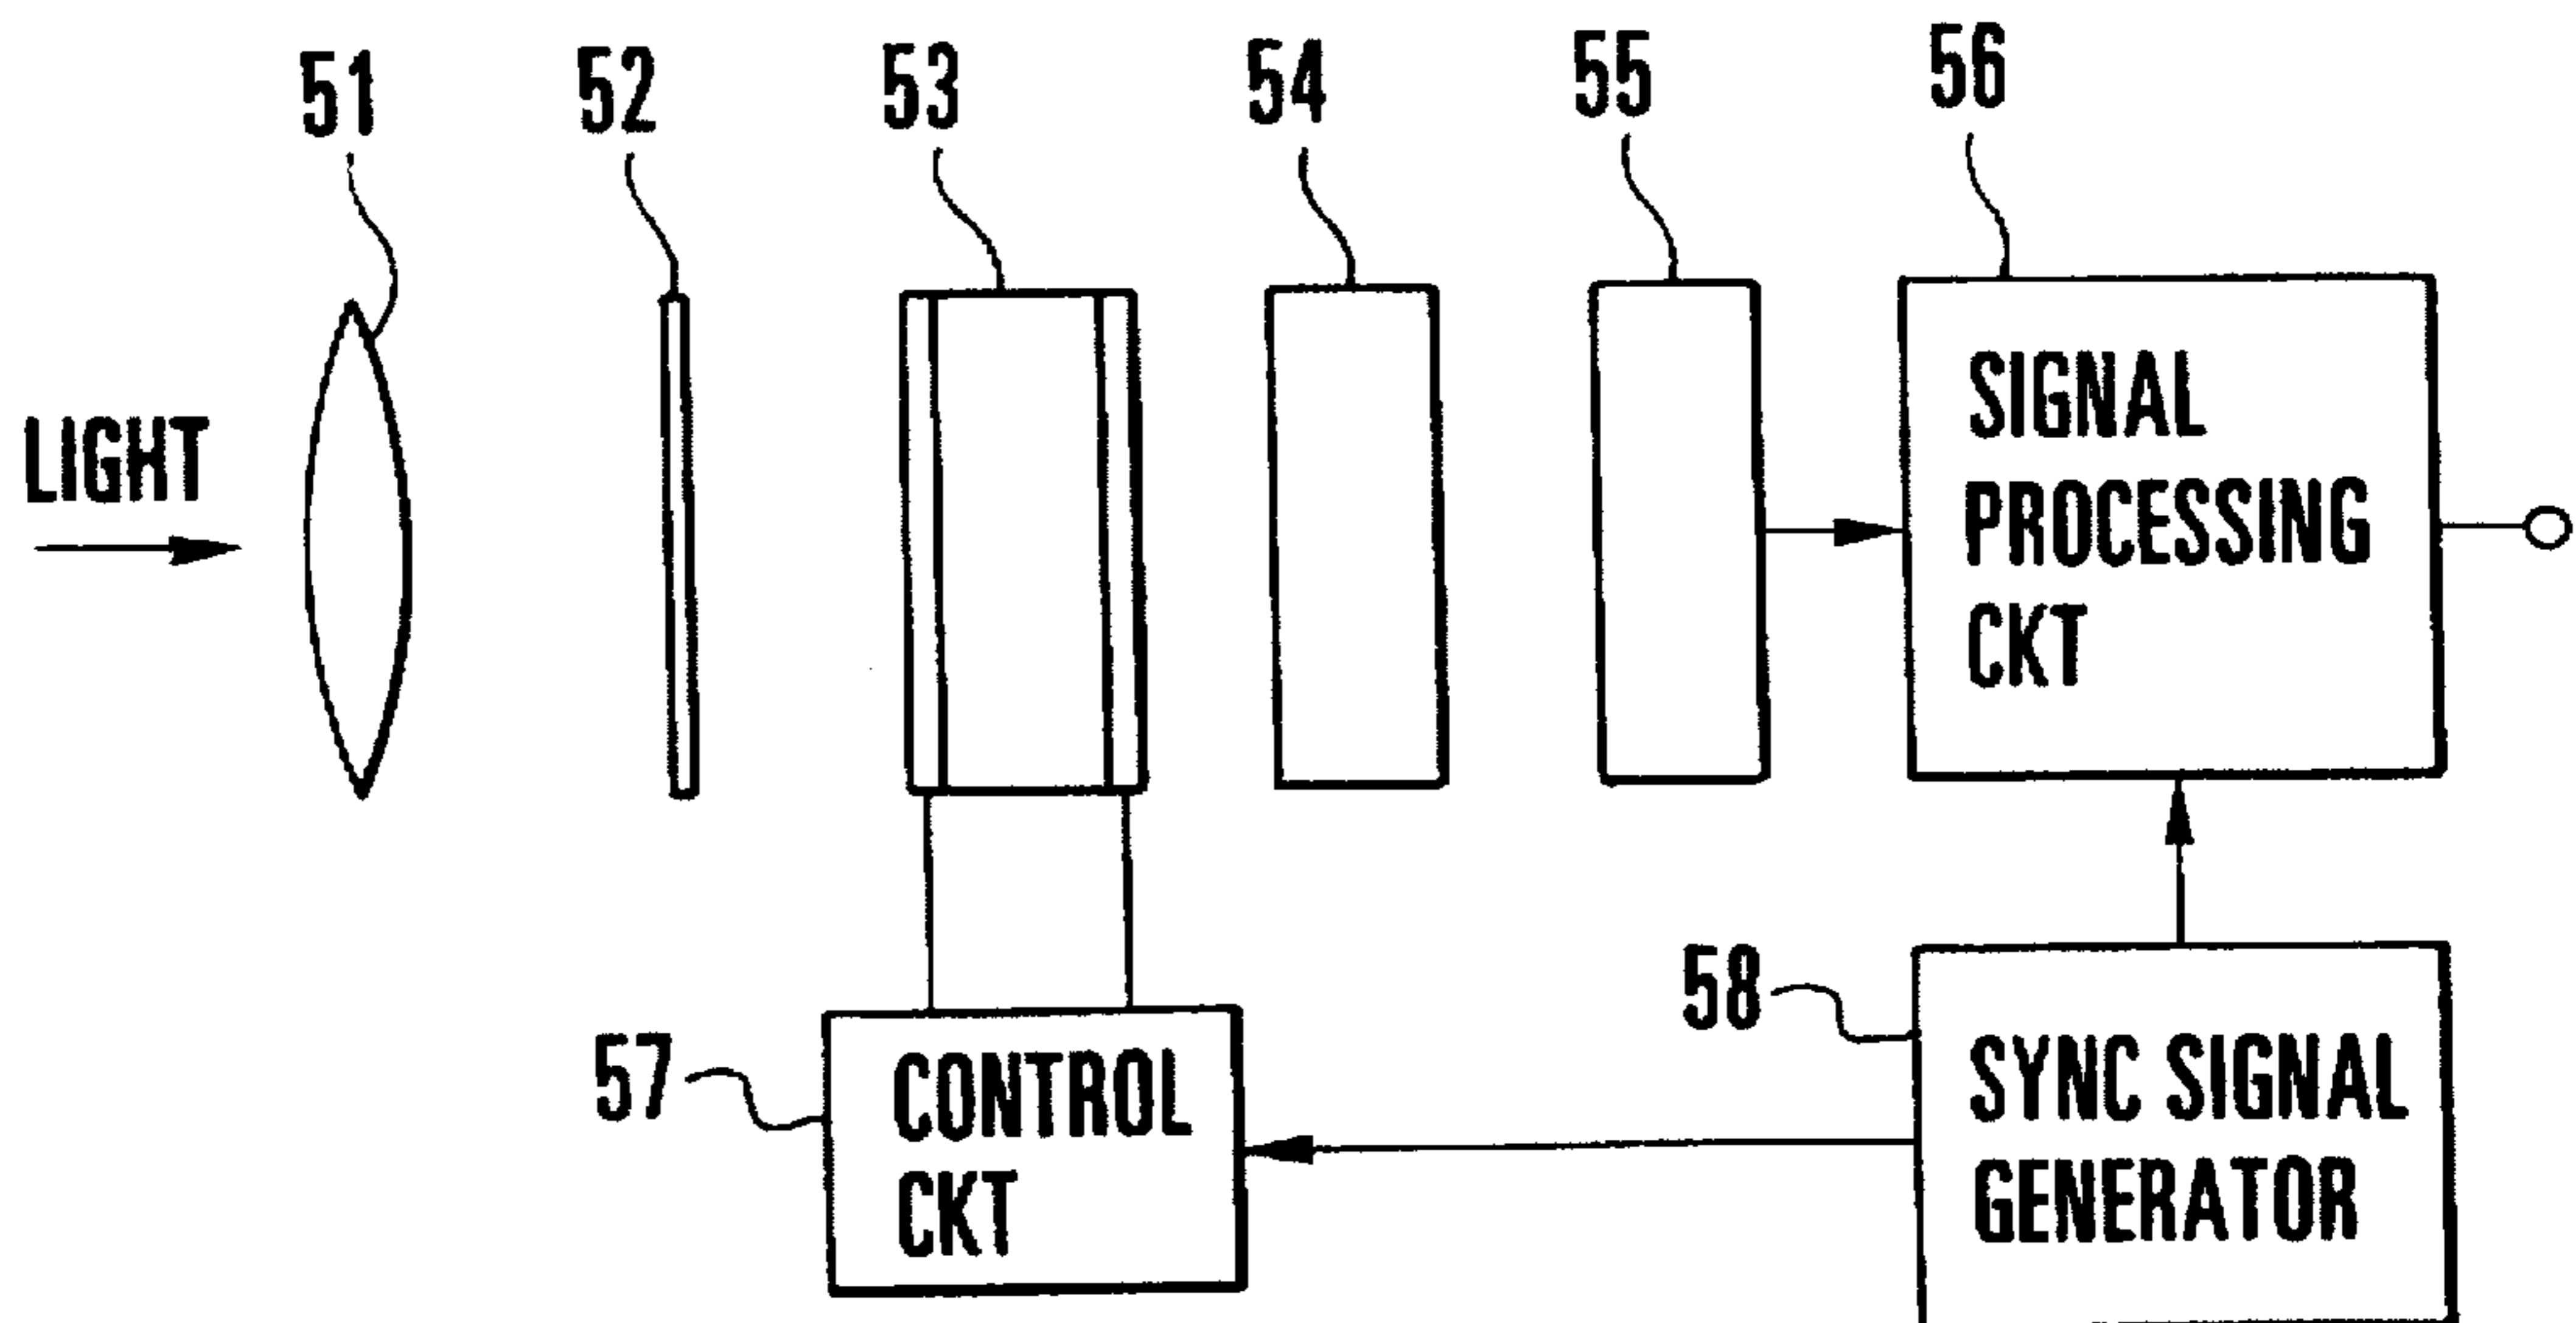 51
52
53
54
55
56
LIGHT
SIGNAL
PROCESSING
CKT
57
CONTROL
CKT
58
SYNC SIGNAL
GENERATOR